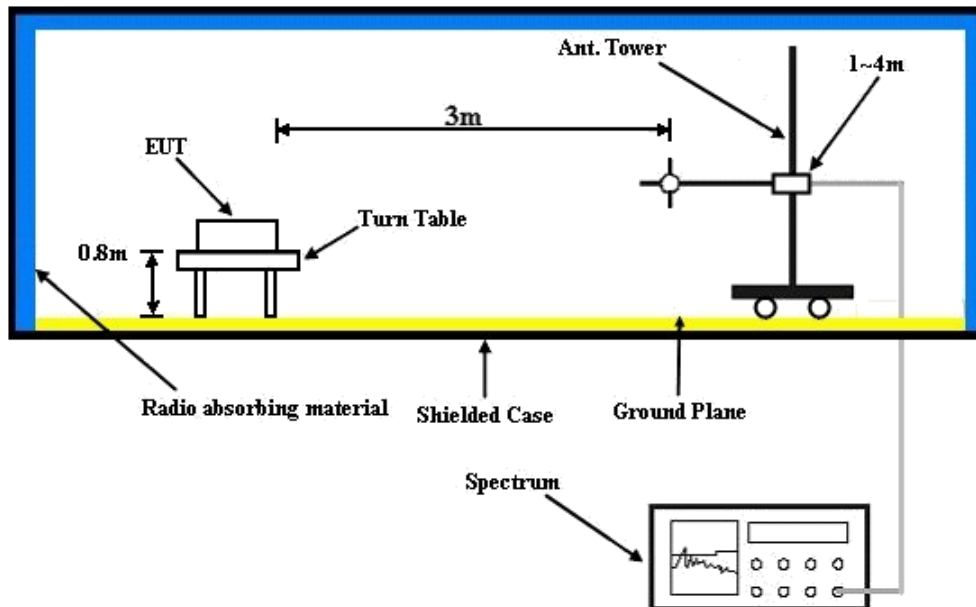 Ant. Tower
1~4m
3m
EUT
Turn Table
0.8m
Radio absorbing material
Shielded Case
Ground Plane
Spectrum